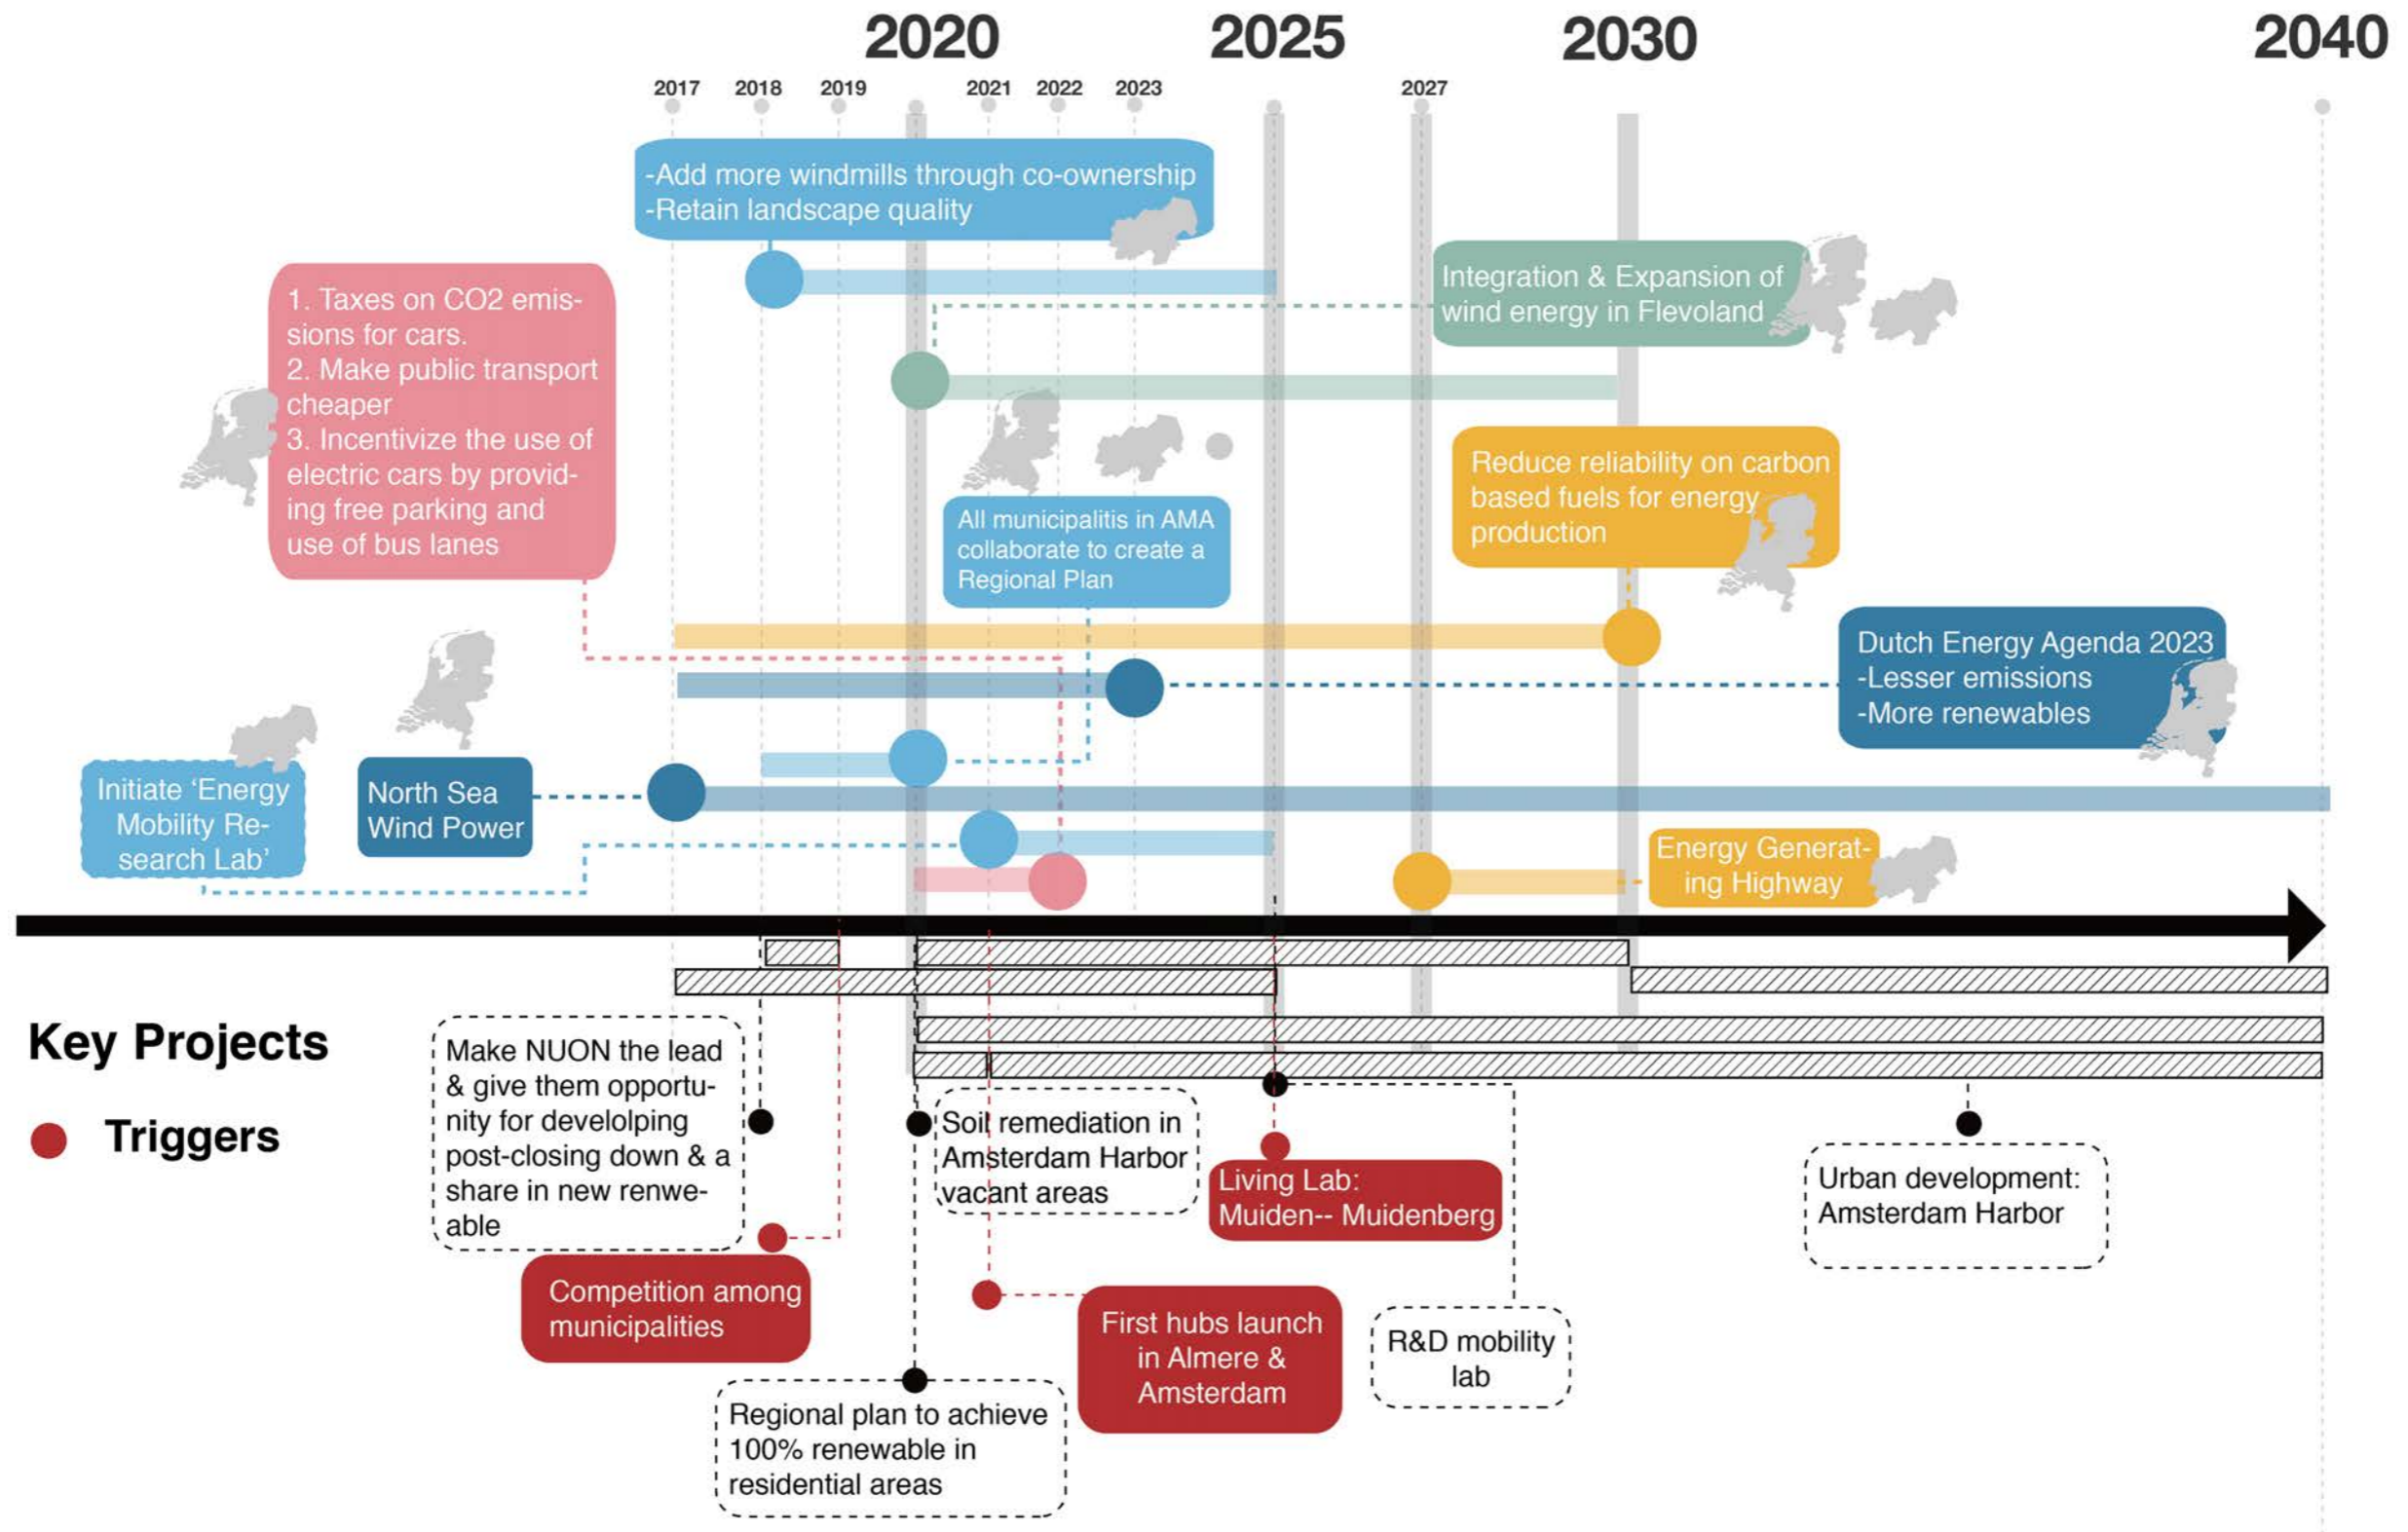 2020
2025
2030
2040
2017
2018
2019
2021
2022
2023
2027
-Add more windmills through co-ownership
-Retain landscape quality
Integration & Expansion of
wind energy in Flevoland
1. Taxes on CO2 emis-
sions for cars.
2. Make public transport
cheaper
3. Incentivize the use of
electric cars by provid-
ing free parking and
use of bus lanes
Reduce reliability on carbon
based fuels for energy
production
All municipalitis in AMA
collaborate to create a
Regional Plan
Dutch Energy Agenda 2023
-Lesser emissions
-More renewables
Initiate ‘Energy
Mobility Re-
search Lab’
North Sea
Wind Power
Energy Generat-
ing Highway
Key Projects
Triggers
Make NUON the lead
& give them opportu-
nity for develolping
post-closing down & a
share in new renwe-
able
Soil remediation in
Amsterdam Harbor
vacant areas
Living Lab:
Muiden-- Muidenberg
Urban development:
Amsterdam Harbor
Competition among
municipalities
First hubs launch
in Almere &
Amsterdam
R&D mobility
lab
Regional plan to achieve
100% renewable in
residential areas